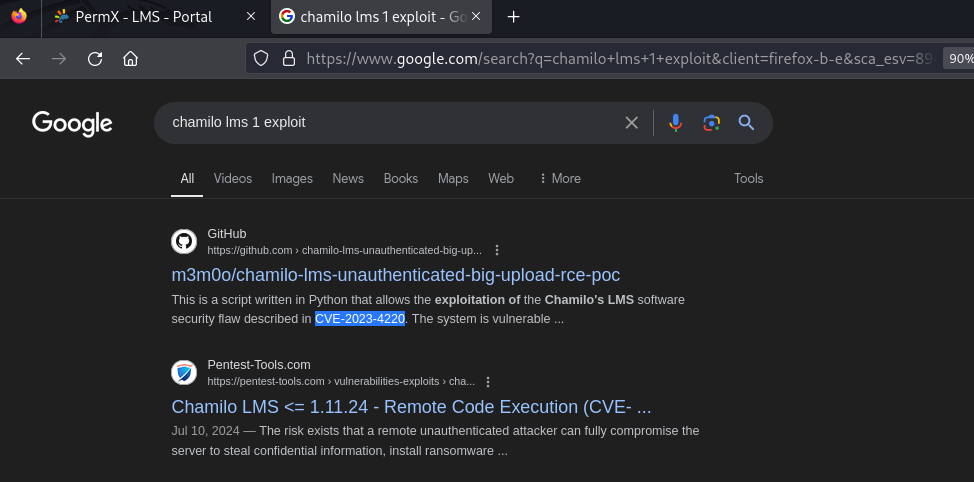 PermX - LMS - Portal
chamilo lms 1 exploit - Go
https://www.google.com/search?q=chamilo+lms+1+exploit&client=firefox-b-e&sca_esv=89
90%
Google
chamilo lms 1 exploit
All Videos Images News Books Maps Web More Tools
GitHub
https://github.com › chamilo-lms-unauthenticated-big-up...
m3m0o/chamilo-lms-unauthenticated-big-upload-rce-poc
This is a script written in Python that allows the exploitation of the Chamilo's LMS software
security flaw described in CVE-2023-4220. The system is vulnerable ...
Pentest-Tools.com
https://pentest-tools.com › vulnerabilities-exploits › cha...
Chamilo LMS <= 1.11.24 - Remote Code Execution (CVE- ...
Jul 10, 2024 — The risk exists that a remote unauthenticated attacker can fully compromise the
server to steal confidential information, install ransomware ...